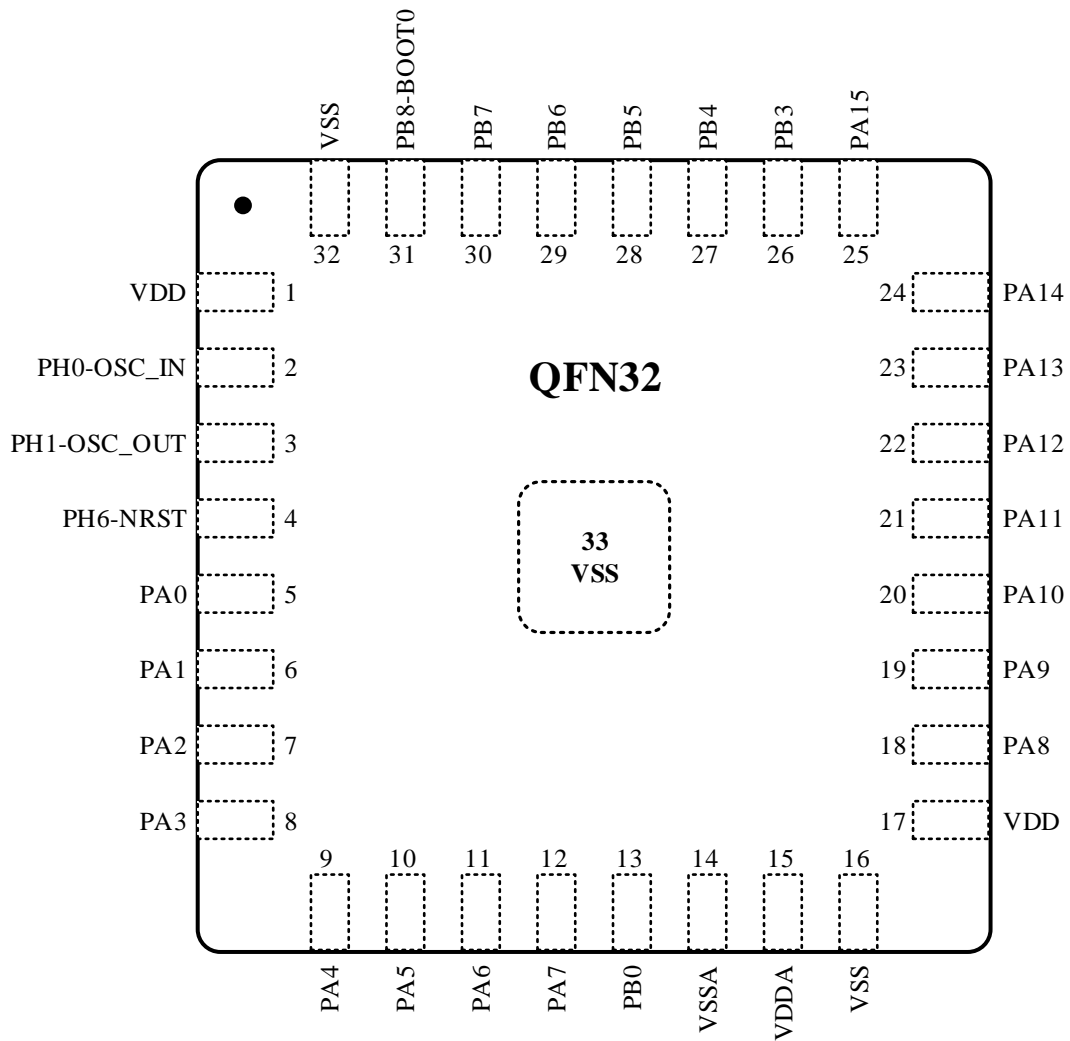 VSS PB8-BOOT0 PB7 PB6 PB5 PB4 PB3 PA15
32 31 30 29 28 27 26 25
VDD 1 24 PA14
PH0-OSC_IN 2 23 PA13
QFN32
PH1-OSC_OUT 3 22 PA12
PH6-NRST 4 21 PA11
33
VSS
PA0 5 20 PA10
PA1 6 19 PA9
PA2 7 18 PA8
PA3 8 17 VDD
9 10 11 12 13 14 15 16
PA4 PA5 PA6 PA7 PB0 VSSA VDDA VSS